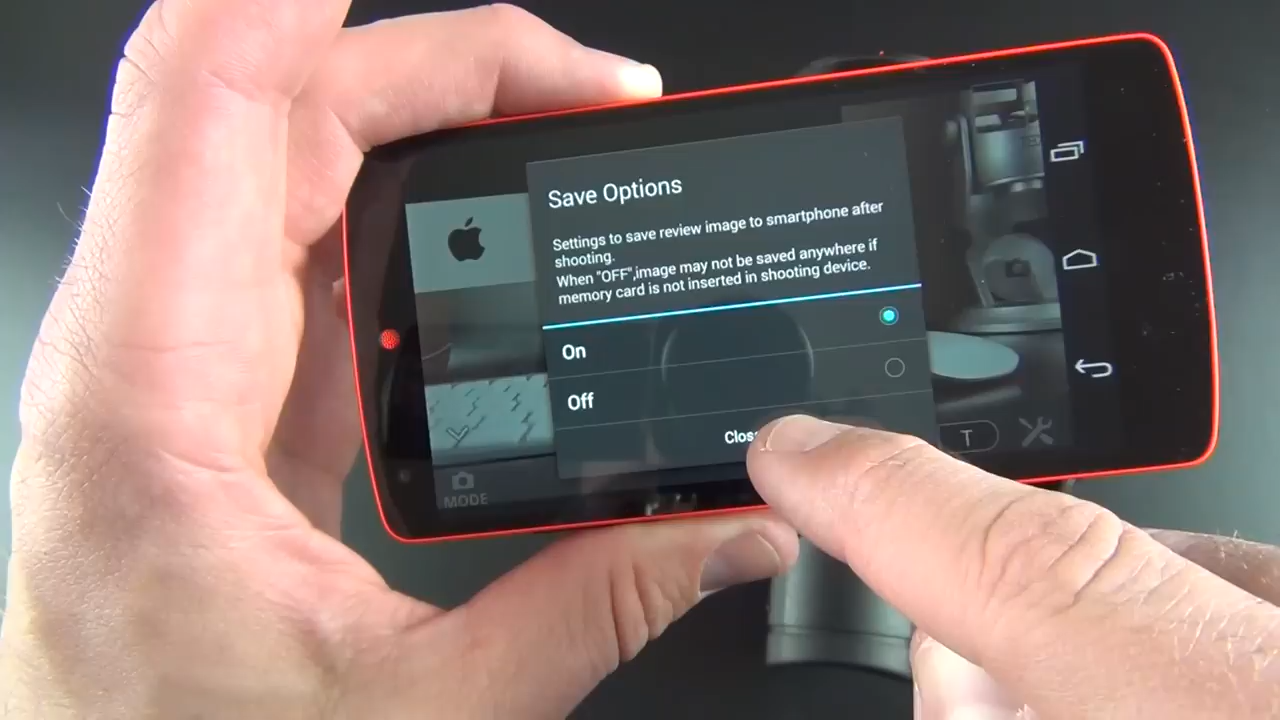 Save Options
Settings to save review image to smartphone after
shooting.
When "OFF",image may not be saved anywhere if
memory card is not inserted in shooting device.
On
Off
T
MODE